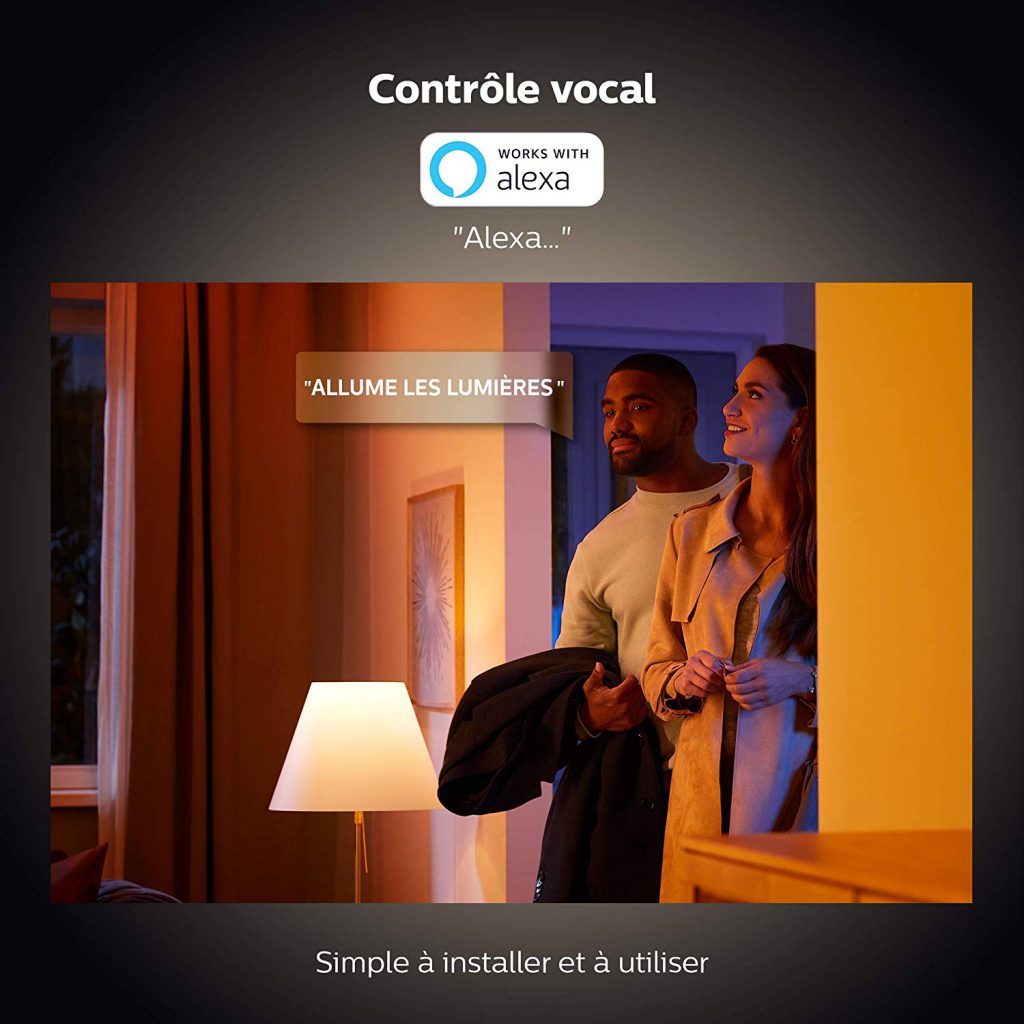 Contrôle vocal
WORKS WITH
alexa
"Alexa..."
"ALLUME LES LUMIÈRES"
Simple à installer et à utiliser